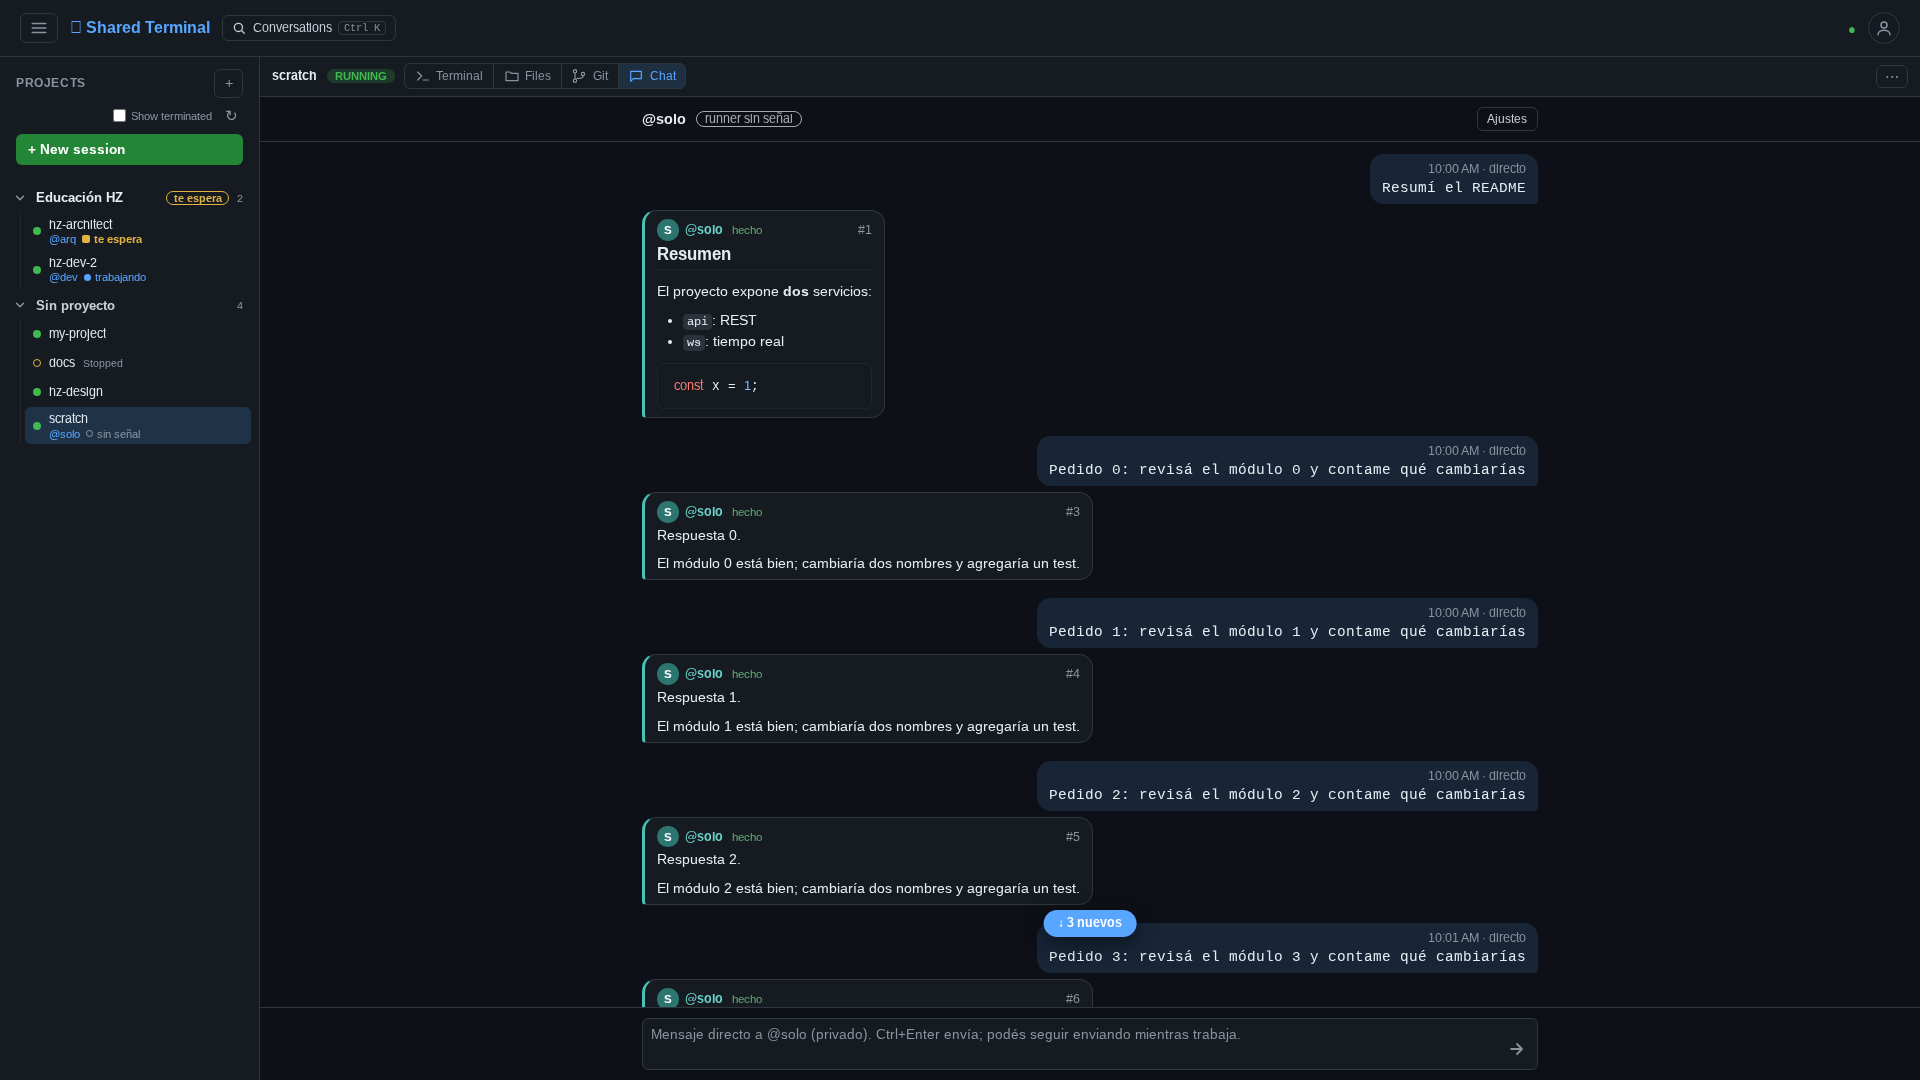 Shared Terminal
Conversations Ctrl K
PROJECTS
+
Show terminated ↻
+ New session
Educación HZ te espera 2
hz-architect
@arq te espera
hz-dev-2
@dev trabajando
Sin proyecto 4
my-project
docs Stopped
hz-design
scratch
@solo sin señal
scratch RUNNING Terminal Files Git Chat ⋯
@solo runner sin señal Ajustes
10:00 AM · directo
Resumí el README
S @solo hecho #1
Resumen
El proyecto expone dos servicios:
• api: REST
• ws: tiempo real
const x = 1;
10:00 AM · directo
Pedido 0: revisá el módulo 0 y contame qué cambiarías
S @solo hecho #3
Respuesta 0.
El módulo 0 está bien; cambiaría dos nombres y agregaría un test.
10:00 AM · directo
Pedido 1: revisá el módulo 1 y contame qué cambiarías
S @solo hecho #4
Respuesta 1.
El módulo 1 está bien; cambiaría dos nombres y agregaría un test.
10:00 AM · directo
Pedido 2: revisá el módulo 2 y contame qué cambiarías
S @solo hecho #5
Respuesta 2.
El módulo 2 está bien; cambiaría dos nombres y agregaría un test.
↓ 3 nuevos
10:01 AM · directo
Pedido 3: revisá el módulo 3 y contame qué cambiarías
S @solo hecho #6
Mensaje directo a @solo (privado). Ctrl+Enter envía; podés seguir enviando mientras trabaja.